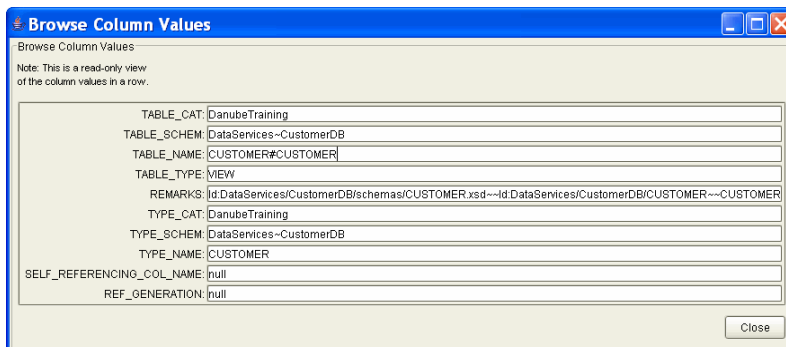 Browse Column Values
Browse Column Values
Note: This is a read-only view
of the column values in a row.
TABLE_CAT: DanubeTraining
TABLE_SCHEM: DataServices~CustomerDB
TABLE_NAME: CUSTOMER#CUSTOMER
TABLE_TYPE: VIEW
REMARKS: ld:DataServices/CustomerDB/schemas/CUSTOMER.xsd~~ld:DataServices/CustomerDB/CUSTOMER~~CUSTOMER
TYPE_CAT: DanubeTraining
TYPE_SCHEM: DataServices~CustomerDB
TYPE_NAME: CUSTOMER
SELF_REFERENCING_COL_NAME: null
REF_GENERATION: null
Close